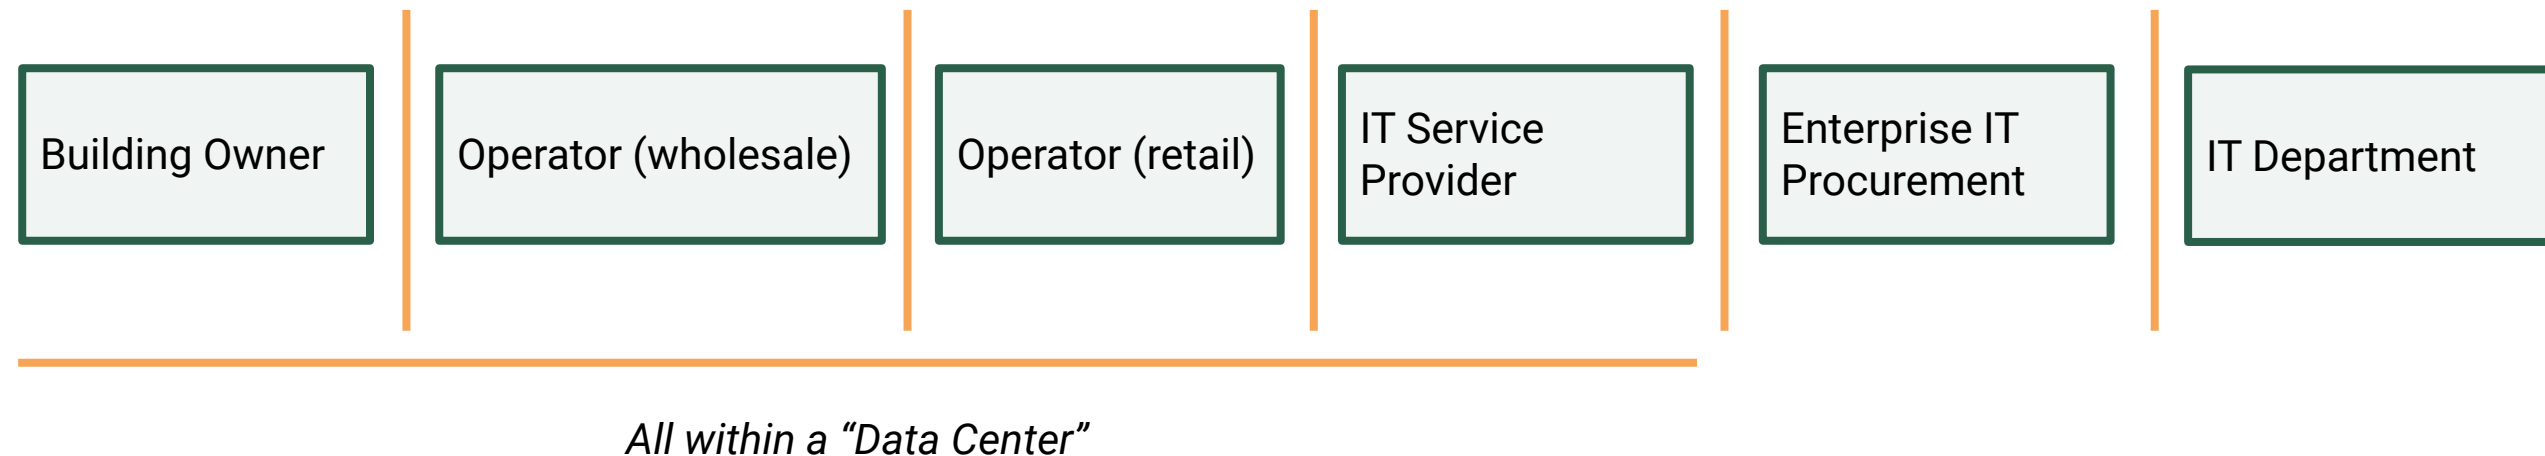 Building Owner
Operator (wholesale)
Operator (retail)
IT Service
Provider
Enterprise IT
Procurement
IT Department
All within a “Data Center”